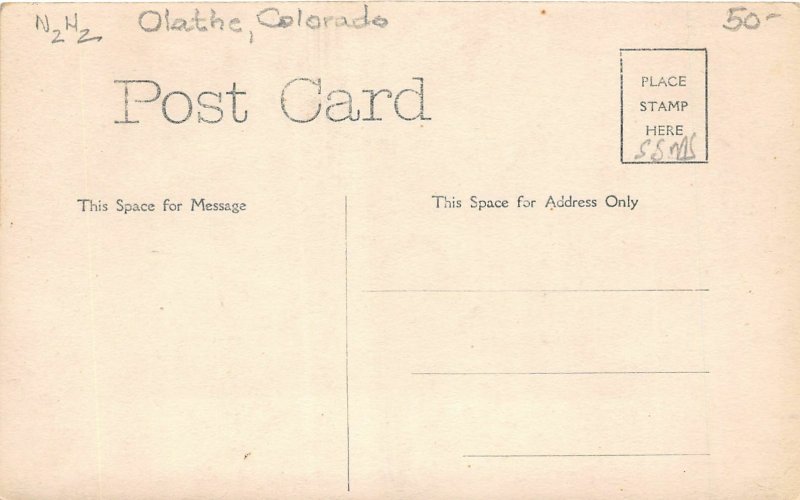 N2H2 Olathe, Colorado 50-
Post Card
PLACE
STAMP
HERE
This Space for Message
This Space for Address Only